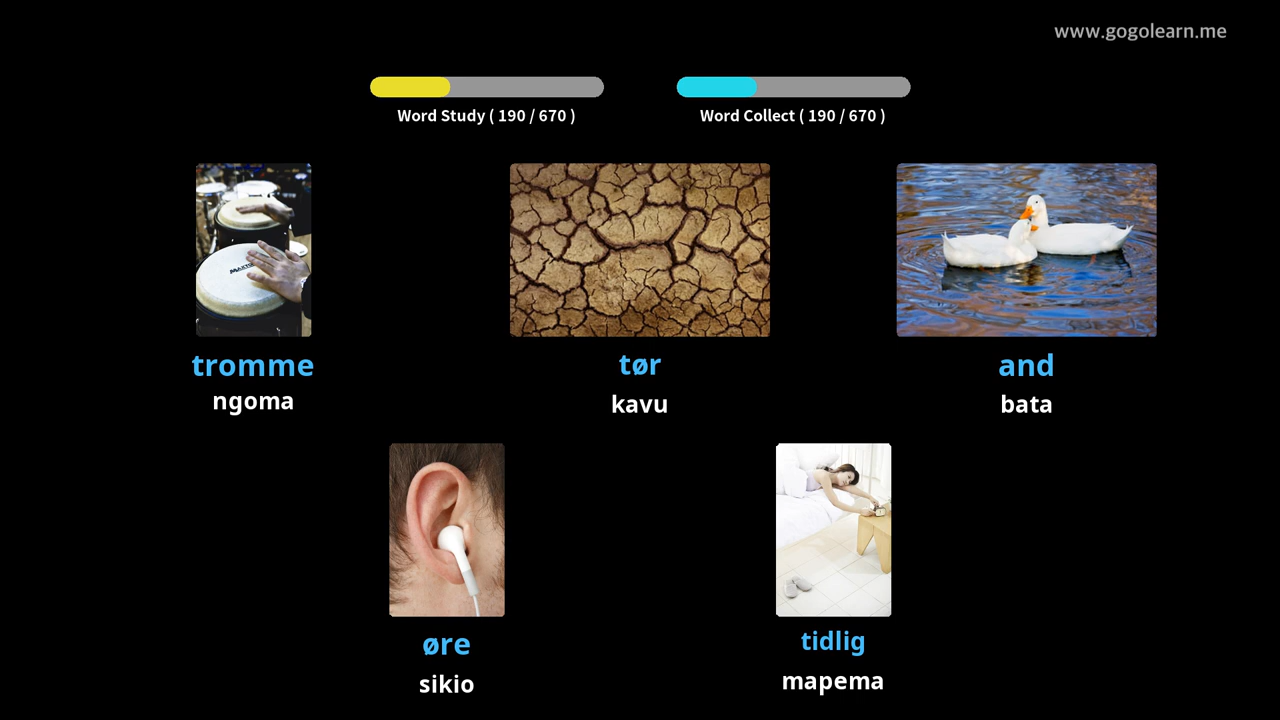 www.gogolearn.me
Word Study ( 190 / 670 )
Word Collect ( 190 / 670 )
tromme
ngoma
tør
kavu
and
bata
øre
sikio
tidlig
mapema